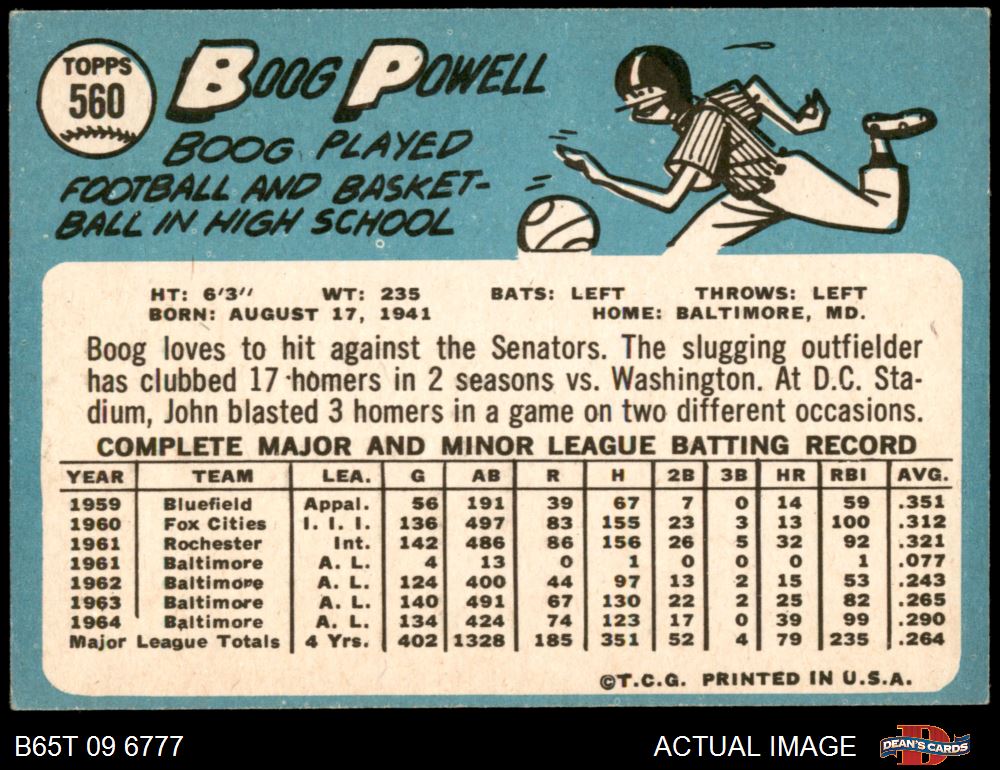 TOPPS
560
BOOG POWELL
BOOG PLAYED
FOOTBALL AND BASKET-
BALL IN HIGH SCHOOL
HT: 6'3" WT: 235 BATS: LEFT THROWS: LEFT
BORN: AUGUST 17, 1941 HOME: BALTIMORE, MD.
Boog loves to hit against the Senators. The slugging outfielder
has clubbed 17 homers in 2 seasons vs. Washington. At D.C. Sta-
dium, John blasted 3 homers in a game on two different occasions.
COMPLETE MAJOR AND MINOR LEAGUE BATTING RECORD
YEAR TEAM LEA. G AB R H 2B 3B HR RBI AVG.
1959 Bluefield Appal. 56 191 39 67 7 0 14 59 .351
1960 Fox Cities I. I. I. 136 497 83 155 23 3 13 100 .312
1961 Rochester Int. 142 486 86 156 26 5 32 92 .321
1961 Baltimore A. L. 4 13 0 1 0 0 0 1 .077
1962 Baltimore A. L. 124 400 44 97 13 2 15 53 .243
1963 Baltimore A. L. 140 491 67 130 22 2 25 82 .265
1964 Baltimore A. L. 134 424 74 123 17 0 39 99 .290
Major League Totals 4 Yrs. 402 1328 185 351 52 4 79 235 .264
©T.C.G. PRINTED IN U.S.A.
B65T 09 6777 ACTUAL IMAGE D DEAN'S CARDS